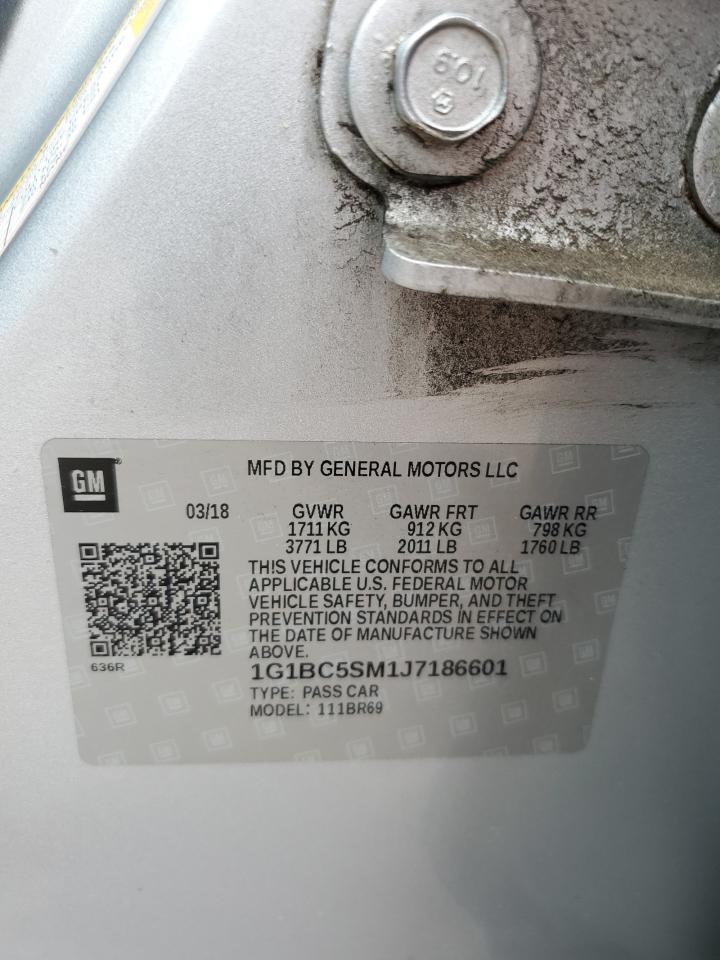 10.9
GM
MFD BY GENERAL MOTORS LLC
03/18 GVWR GAWR FRT GAWR RR
1711 KG 912 KG 798 KG
3771 LB 2011 LB 1760 LB
THIS VEHICLE CONFORMS TO ALL
APPLICABLE U.S. FEDERAL MOTOR
VEHICLE SAFETY, BUMPER, AND THEFT
PREVENTION STANDARDS IN EFFECT ON
THE DATE OF MANUFACTURE SHOWN
ABOVE.
636R
1G1BC5SM1J7186601
TYPE: PASS CAR
MODEL: 111BR69